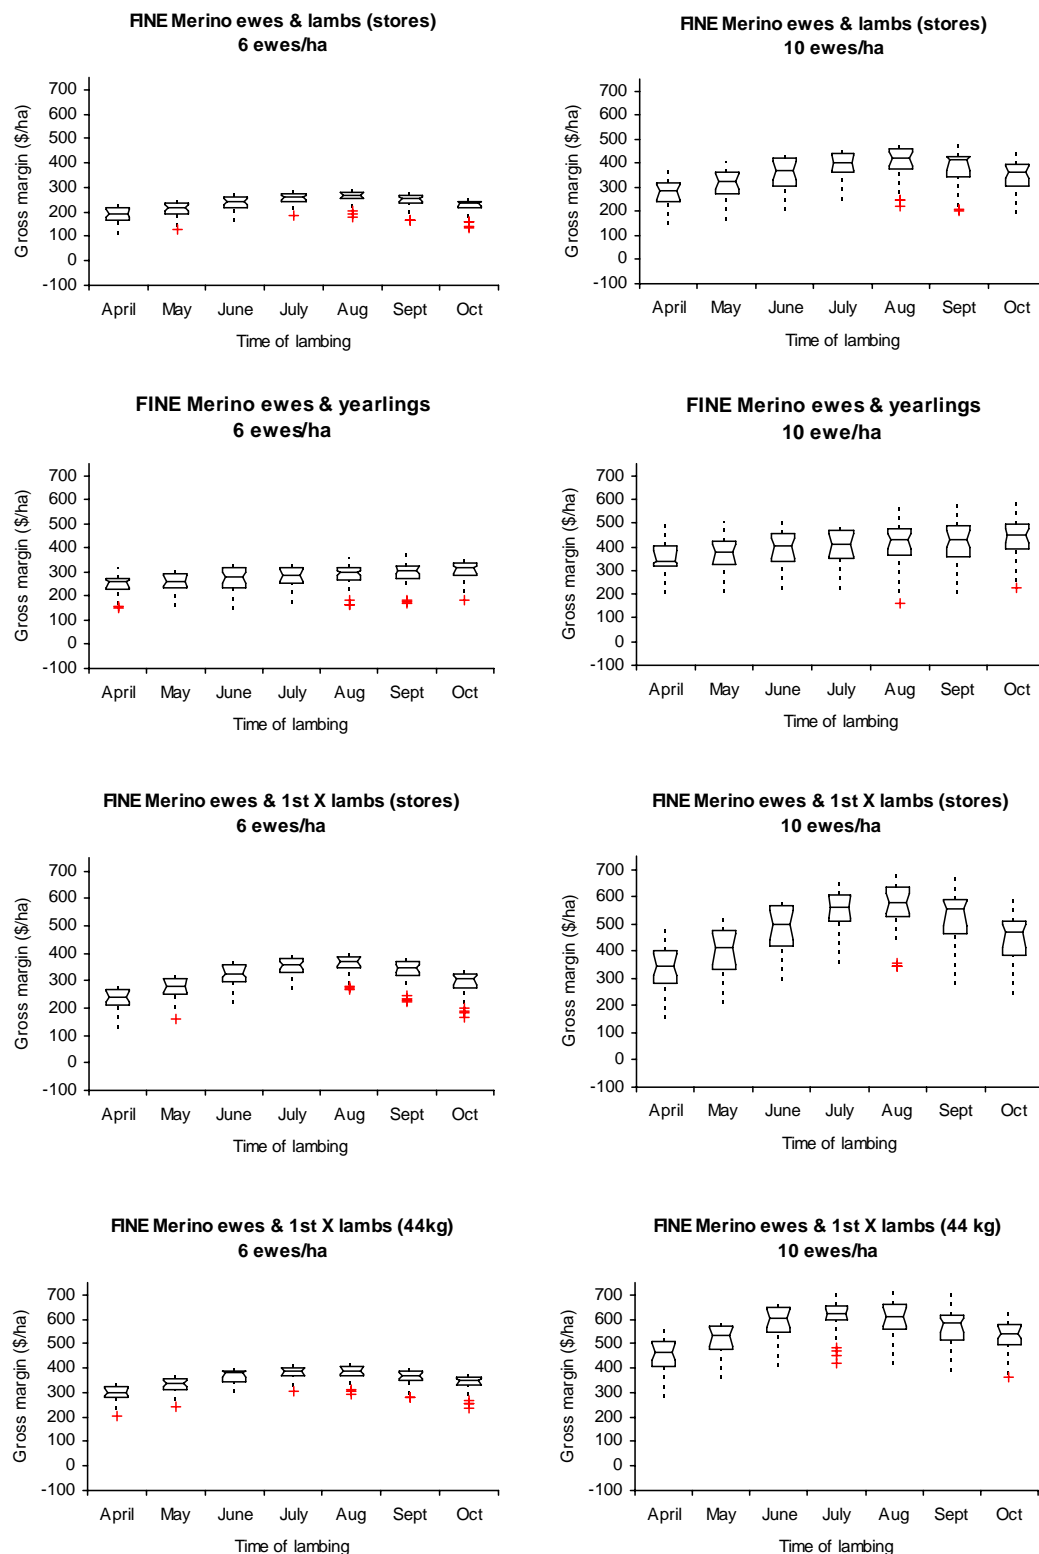 FINE Merino ewes & lambs (stores)
6 ewes/ha
Gross margin ($/ha)
700
600
500
400
300
200
100
0
-100
April May June July Aug Sept Oct
Time of lambing
FINE Merino ewes & lambs (stores)
10 ewes/ha
Gross margin ($/ha)
700
600
500
400
300
200
100
0
-100
April May June July Aug Sept Oct
Time of lambing
FINE Merino ewes & yearlings
6 ewes/ha
Gross margin ($/ha)
700
600
500
400
300
200
100
0
-100
April May June July Aug Sept Oct
Time of lambing
FINE Merino ewes & yearlings
10 ewe/ha
Gross margin ($/ha)
700
600
500
400
300
200
100
0
-100
April May June July Aug Sept Oct
Time of lambing
FINE Merino ewes & 1st X lambs (stores)
6 ewes/ha
Gross margin ($/ha)
700
600
500
400
300
200
100
0
-100
April May June July Aug Sept Oct
Time of lambing
FINE Merino ewes & 1st X lambs (stores)
10 ewes/ha
Gross margin ($/ha)
700
600
500
400
300
200
100
0
-100
April May June July Aug Sept Oct
Time of lambing
FINE Merino ewes & 1st X lambs (44kg)
6 ewes/ha
Gross margin ($/ha)
700
600
500
400
300
200
100
0
-100
April May June July Aug Sept Oct
Time of lambing
FINE Merino ewes & 1st X lambs (44 kg)
10 ewes/ha
Gross margin ($/ha)
700
600
500
400
300
200
100
0
-100
April May June July Aug Sept Oct
Time of lambing